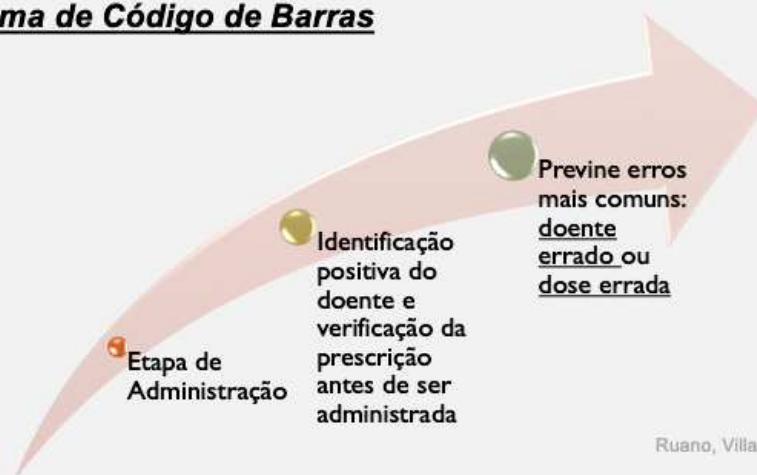 ma de Código de Barras
Etapa de
Administração
Identificação
positiva do
doente e
verificação da
prescrição
antes de ser
administrada
Previne erros
mais comuns:
doente
errado ou
dose errada
Ruano, Villa